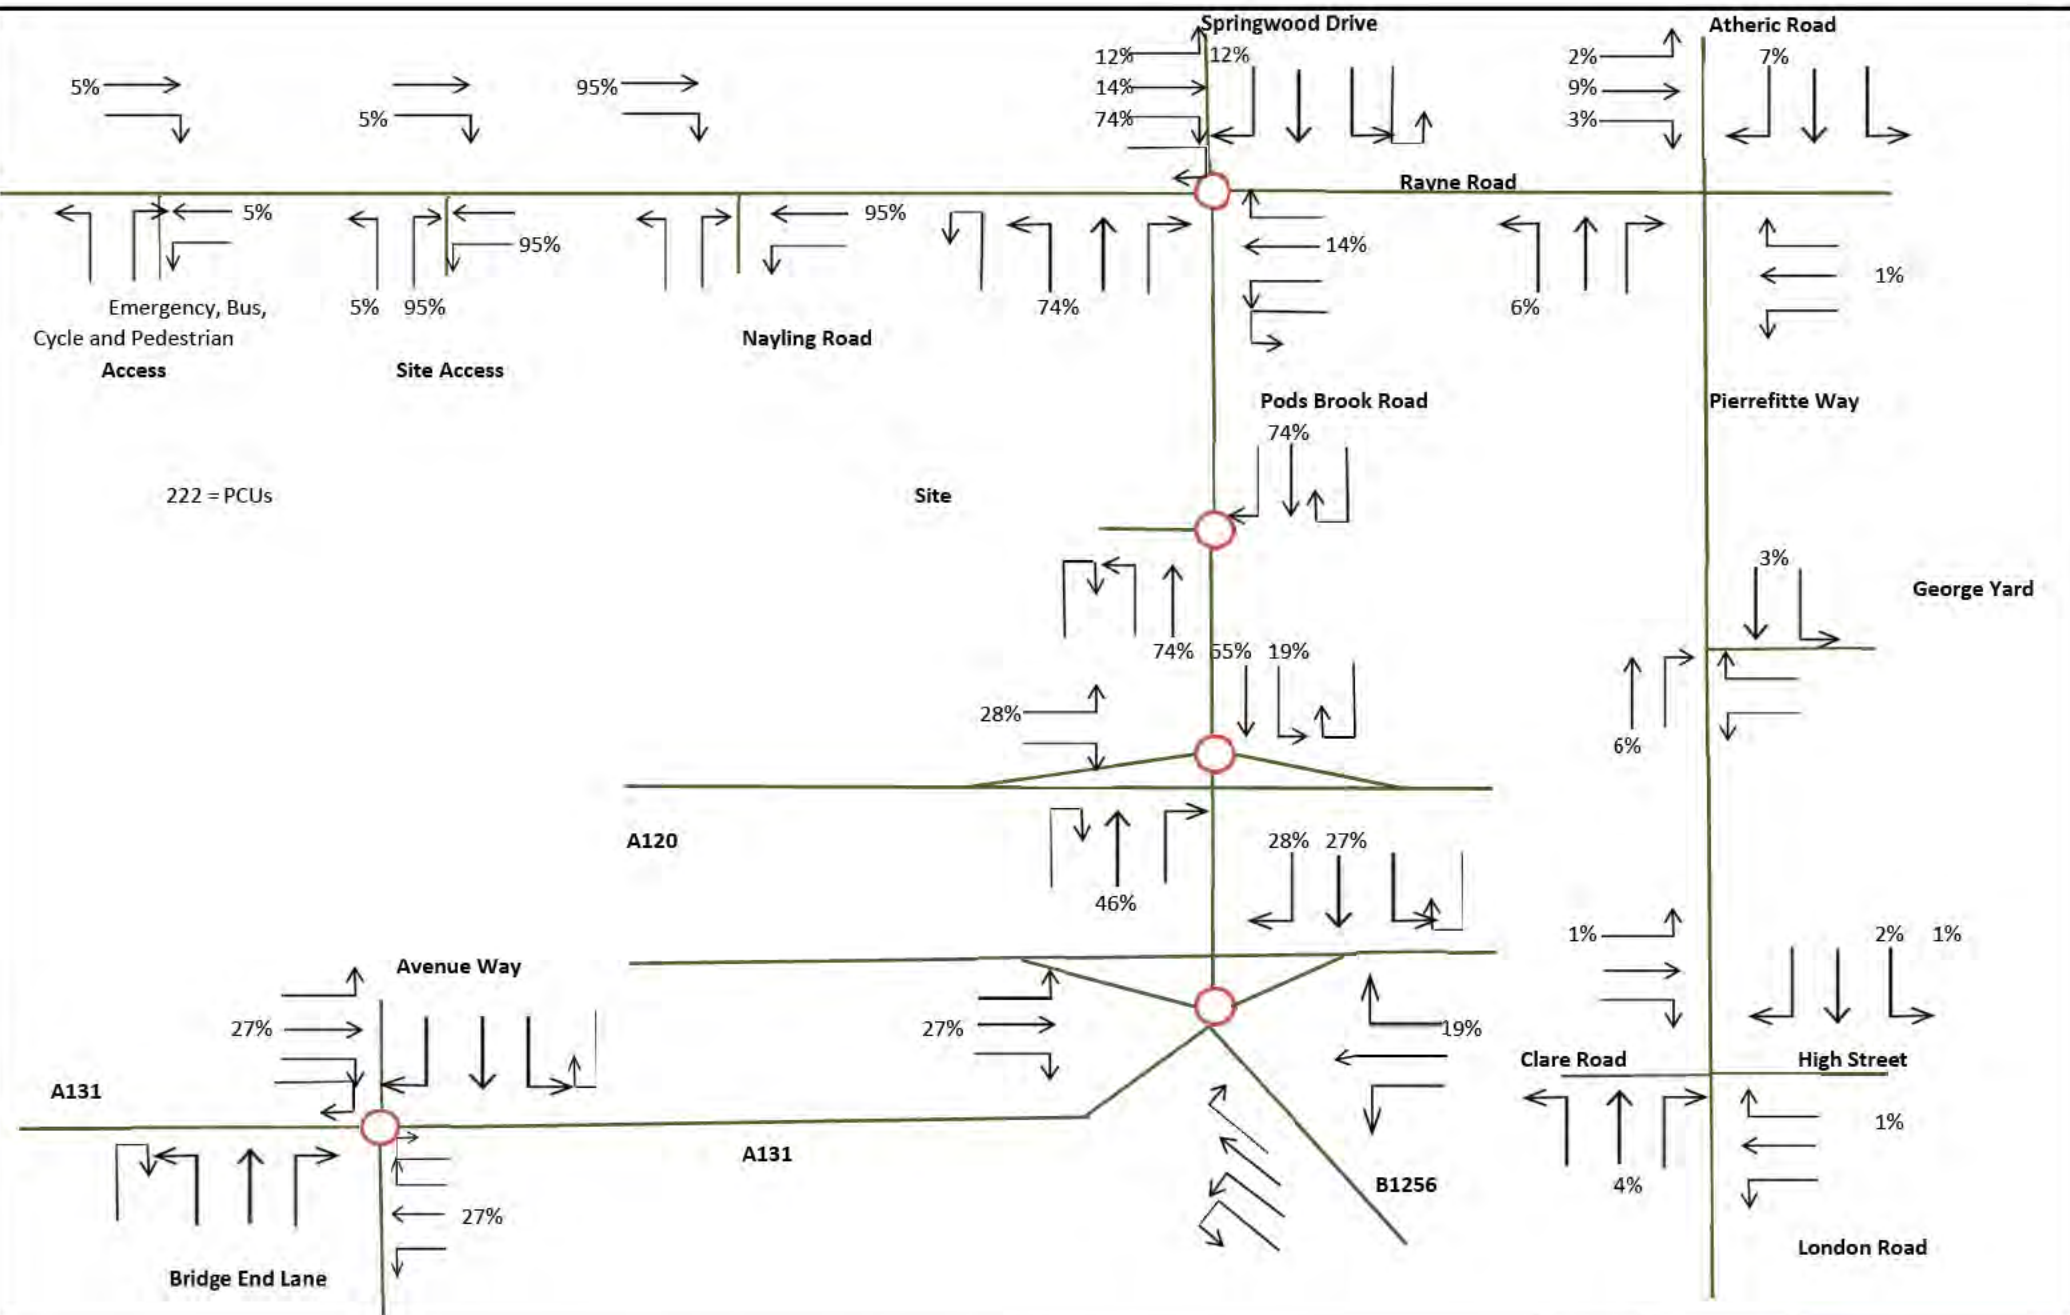 Springwood Drive
Atheric Road
12% 12%
2% 7%
5%
95%
14%
9%
5%
74%
3%
Rayne Road
5%
95%
95%
14%
1%
5% 95%
74%
6%
Emergency, Bus,
Cycle and Pedestrian
Access
Site Access
Nayling Road
Pods Brook Road
Pierrefitte Way
74%
222 = PCUs
Site
3%
George Yard
74% 55% 19%
28%
6%
A120
28% 27%
46%
1%
2% 1%
Avenue Way
27%
27%
19%
Clare Road
High Street
A131
1%
A131
B1256
4%
27%
London Road
Bridge End Lane